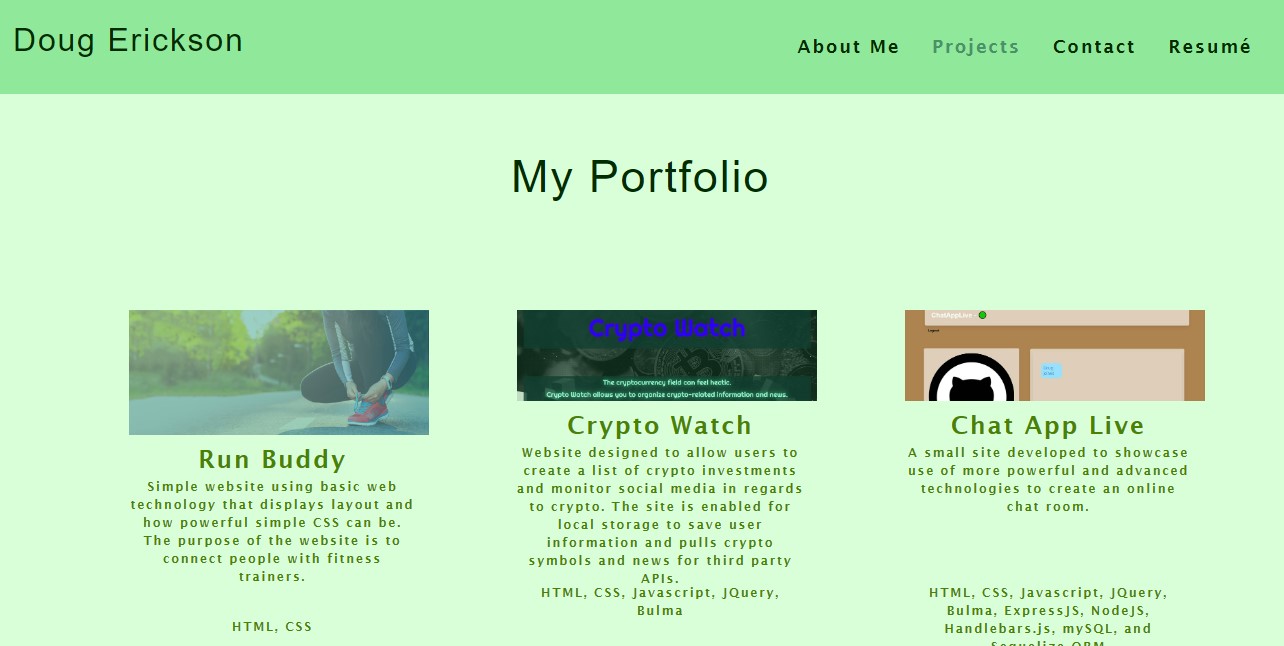 Doug Erickson
About Me Projects Contact Resumé
My Portfolio
Run Buddy
Simple website using basic web
technology that displays layout and
how powerful simple CSS can be.
The purpose of the website is to
connect people with fitness
trainers.
HTML, CSS
Crypto Watch
The cryptocurrency field can feel hectic.
Crypto Watch allows you to organize crypto-related information and news.
Crypto Watch
Website designed to allow users to
create a list of crypto investments
and monitor social media in regards
to crypto. The site is enabled for
local storage to save user
information and pulls crypto
symbols and news for third party
APIs.
HTML, CSS, Javascript, JQuery,
Bulma
ChatAppLive
Logout
Chat App Live
A small site developed to showcase
use of more powerful and advanced
technologies to create an online
chat room.
HTML, CSS, Javascript, JQuery,
Bulma, ExpressJS, NodeJS,
Handlebars.js, mySQL, and
Sequelize ORM